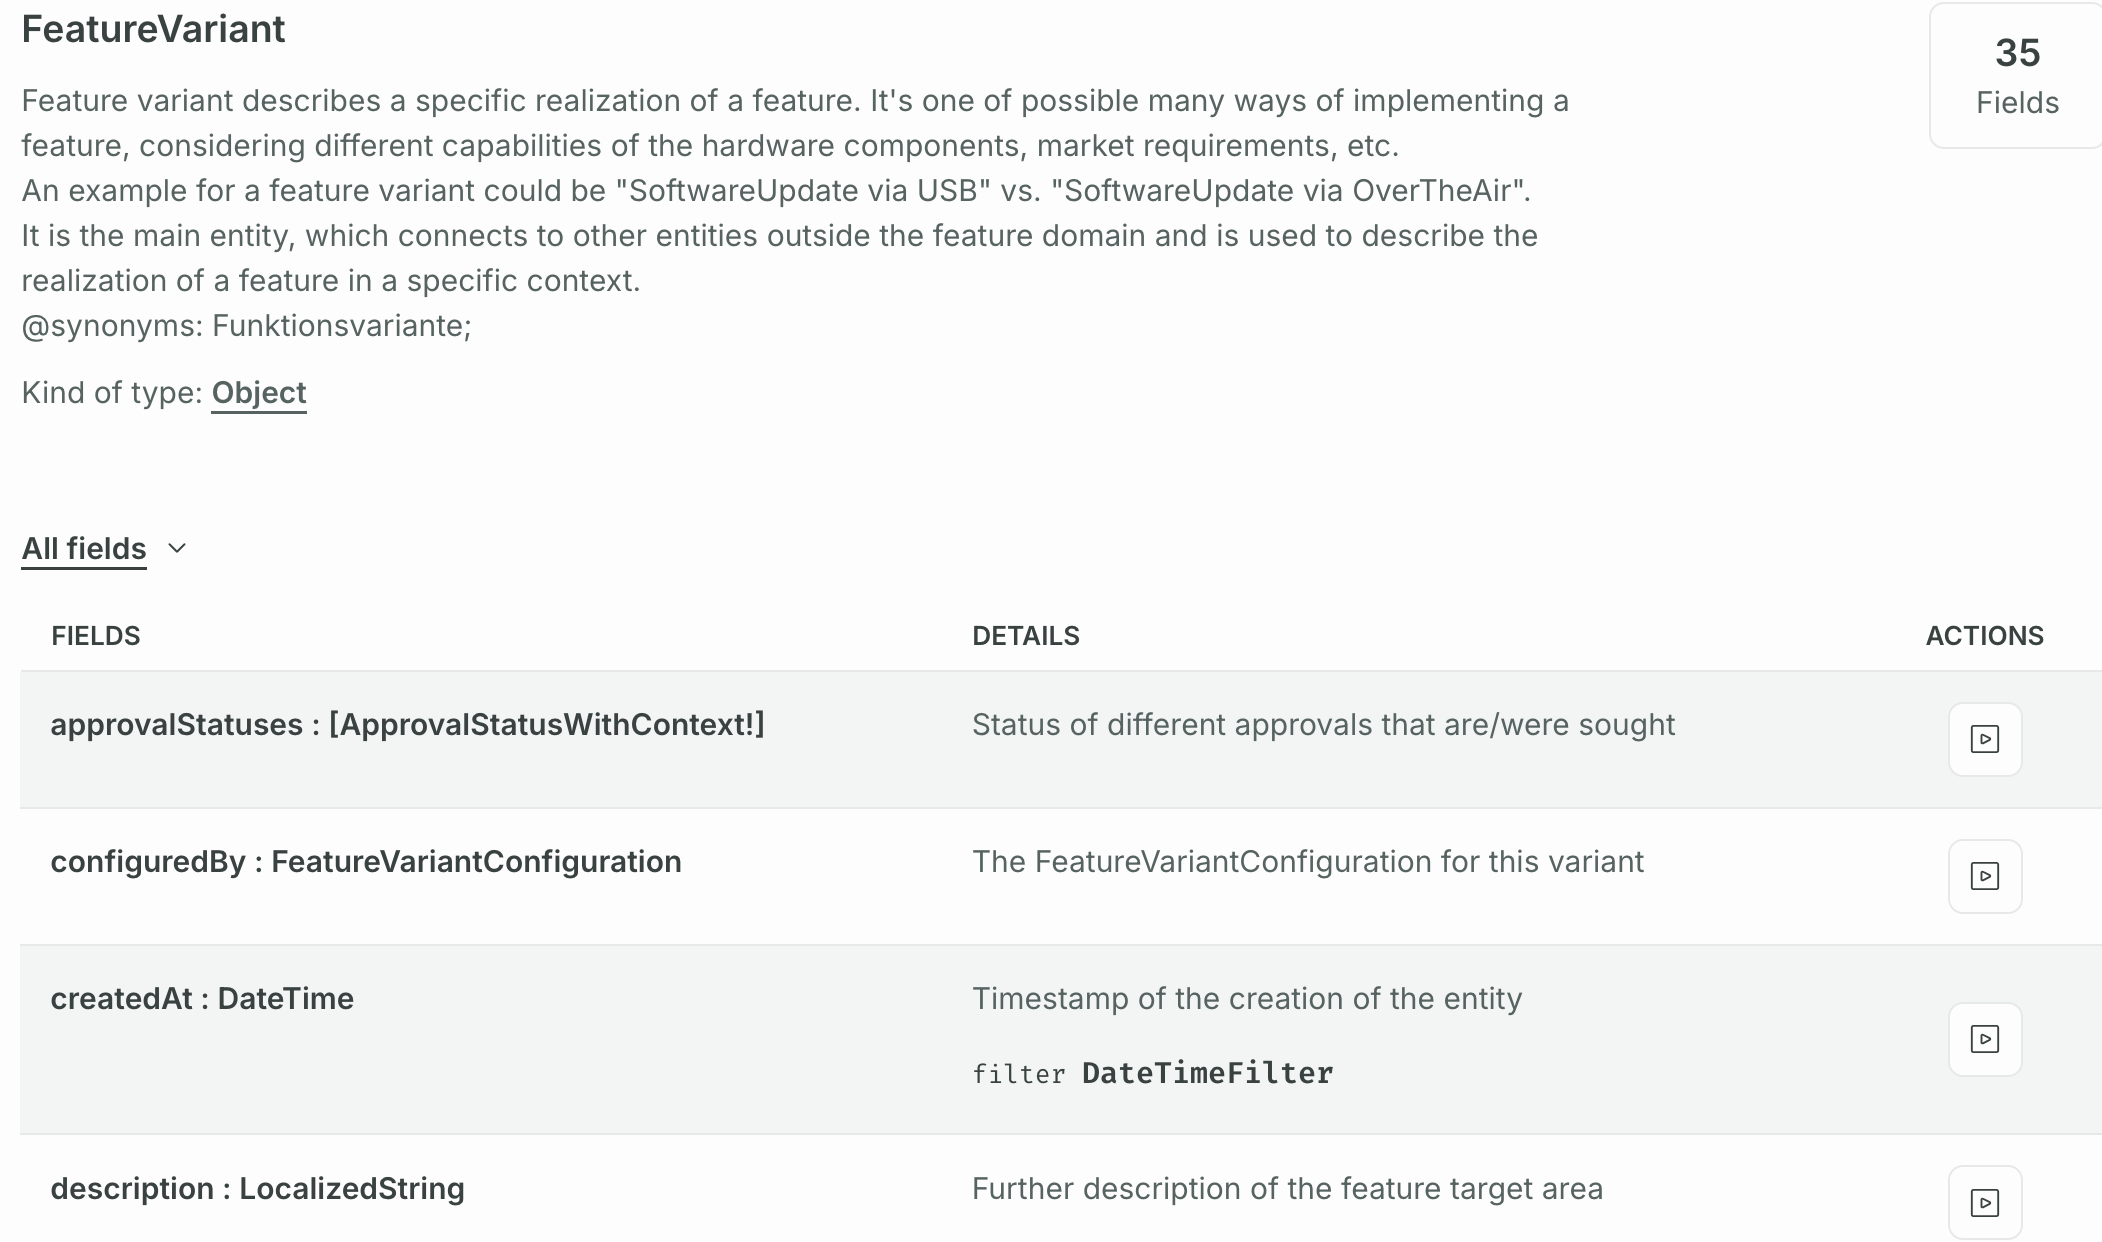 FeatureVariant
35
Fields
Feature variant describes a specific realization of a feature. It's one of possible many ways of implementing a
feature, considering different capabilities of the hardware components, market requirements, etc.
An example for a feature variant could be "SoftwareUpdate via USB" vs. "SoftwareUpdate via OverTheAir".
It is the main entity, which connects to other entities outside the feature domain and is used to describe the
realization of a feature in a specific context.
@synonyms: Funktionsvariante;
Kind of type: Object
All fields
FIELDS DETAILS ACTIONS
approvalStatuses : [ApprovalStatusWithContext!] Status of different approvals that are/were sought
configuredBy : FeatureVariantConfiguration The FeatureVariantConfiguration for this variant
createdAt : DateTime Timestamp of the creation of the entity
filter DateTimeFilter
description : LocalizedString Further description of the feature target area